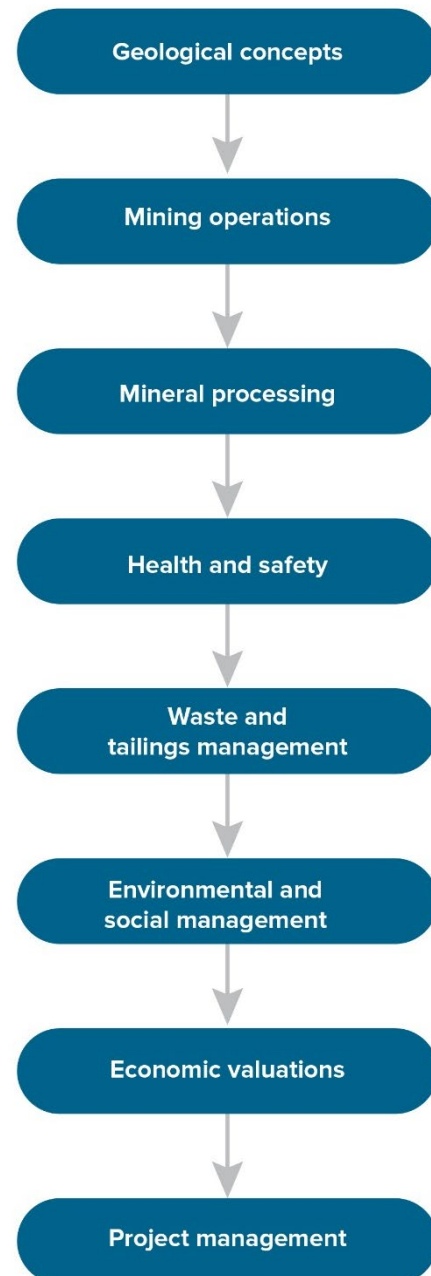 Geological concepts
Mining operations
Mineral processing
Health and safety
Waste and
tailings management
Environmental and
social management
Economic valuations
Project management